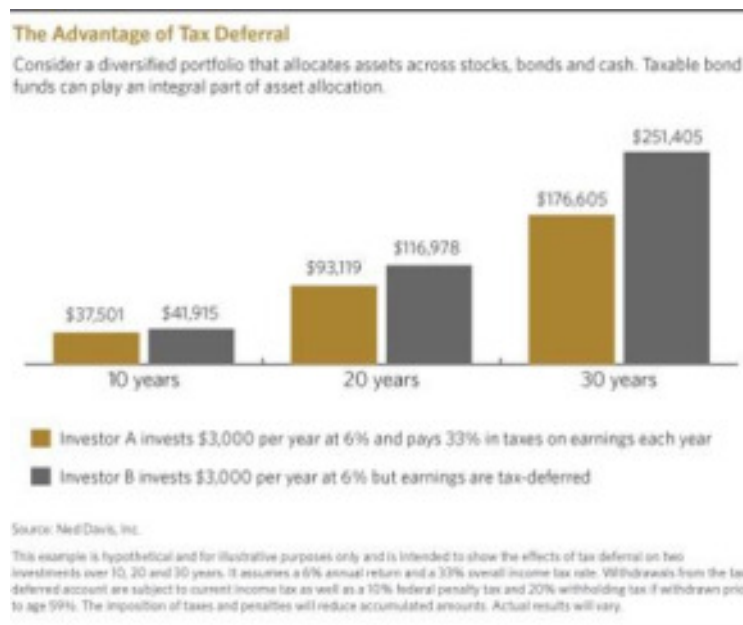 The Advantage of Tax Deferral
Consider a diversified portfolio that allocates assets across stocks, bonds and cash. Taxable bond
funds can play an integral part of asset allocation.
$251,405
$176,605
$116,978
$93,119
$37,501 $41,915
10 years 20 years 30 years
Investor A invests $3,000 per year at 6% and pays 33% in taxes on earnings each year
Investor B invests $3,000 per year at 6% but earnings are tax-deferred
Source: Ned Davis, Inc.
This example is hypothetical and for illustrative purposes only and is intended to show the effects of tax deferral on two
investments over 10, 20 and 30 years. It assumes a 6% annual return and a 33% overall income tax rate. Withdrawals from the tax
deferred account are subject to current income tax as well as a 10% federal penalty tax and 20% withholding tax if withdrawn prio
to age 59½. The imposition of taxes and penalties will reduce accumulated amounts. Actual results will vary.